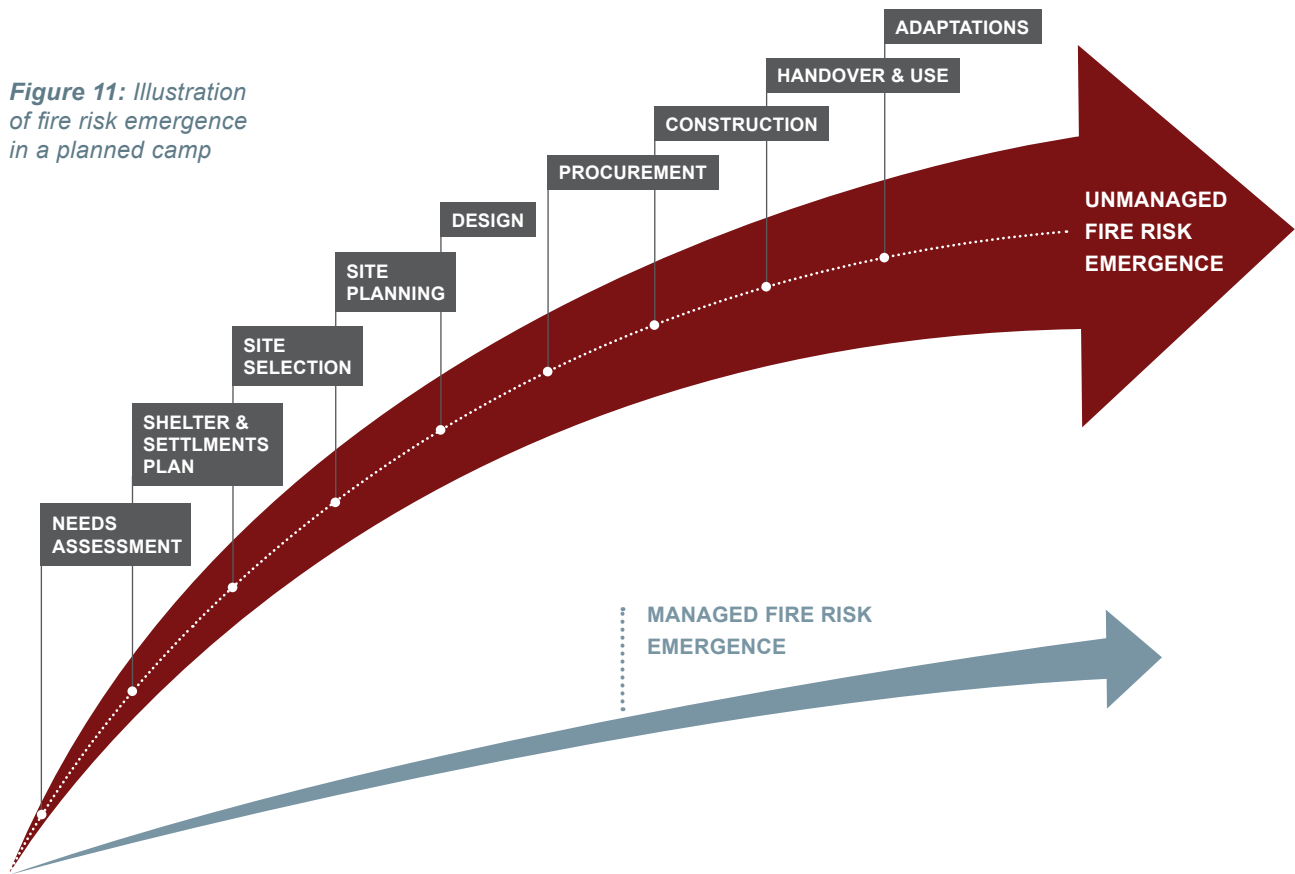 Figure 11: Illustration
of fire risk emergence
in a planned camp
NEEDS
ASSESSMENT
SHELTER &
SETTLMENTS
PLAN
SITE
SELECTION
SITE
PLANNING
DESIGN
PROCUREMENT
CONSTRUCTION
HANDOVER & USE
ADAPTATIONS
UNMANAGED
FIRE RISK
EMERGENCE
MANAGED FIRE RISK
EMERGENCE